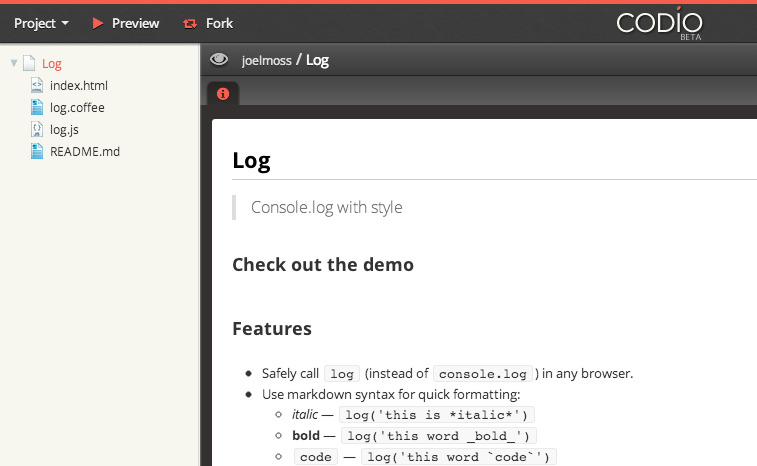 Project Preview Fork CODIO
BETA
Log
index.html
log.coffee
log.js
README.md
joelmoss / Log
Log
Console.log with style
Check out the demo
Features
Safely call log (instead of console.log) in any browser.
Use markdown syntax for quick formatting:
italic — log('this is *italic*')
bold — log('this word _bold_')
code — log('this word `code`')